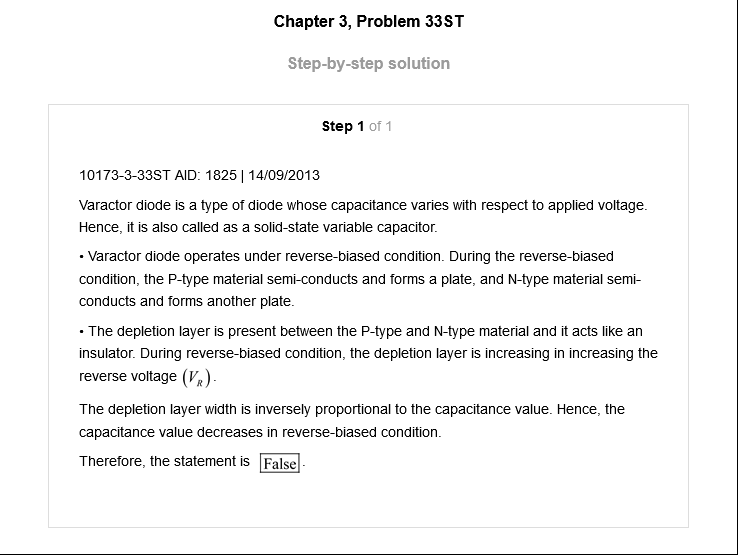 Chapter 3, Problem 33ST
Step-by-step solution
Step 1 of 1
10173-3-33ST AID: 1825 | 14/09/2013
Varactor diode is a type of diode whose capacitance varies with respect to applied voltage.
Hence, it is also called as a solid-state variable capacitor.
• Varactor diode operates under reverse-biased condition. During the reverse-biased
condition, the P-type material semi-conducts and forms a plate, and N-type material semi-
conducts and forms another plate.
• The depletion layer is present between the P-type and N-type material and it acts like an
insulator. During reverse-biased condition, the depletion layer is increasing in increasing the
reverse voltage (V_R).
The depletion layer width is inversely proportional to the capacitance value. Hence, the
capacitance value decreases in reverse-biased condition.
Therefore, the statement is False.